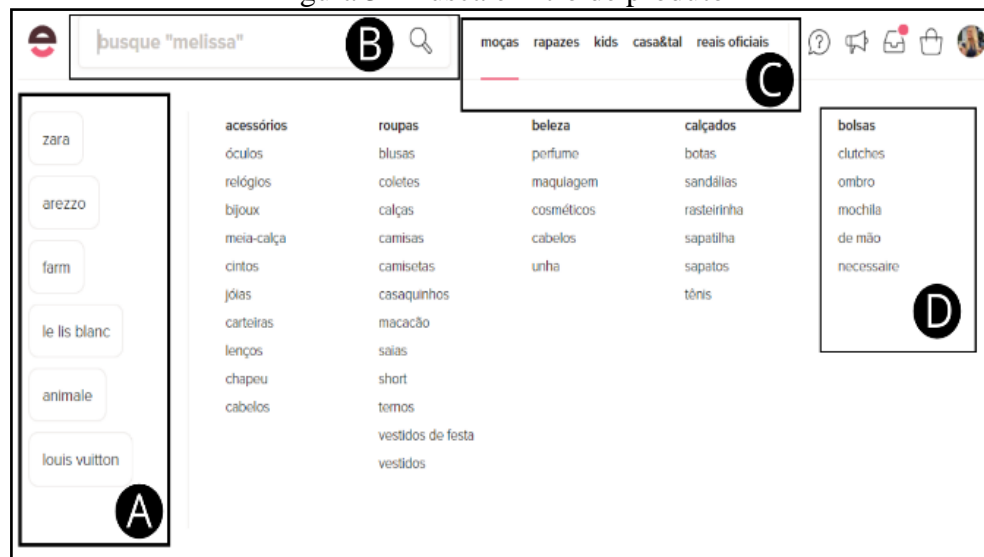 busque "melissa"
B
moças rapazes kids casa&tal reais oficiais
C
zara
arezzo
farm
le lis blanc
animale
louis vuitton
A
acessórios
óculos
relógios
bijoux
meia-calça
cintos
jóias
carteiras
lenços
chapeu
cabelos
roupas
blusas
coletes
calças
camisas
camisetas
casaquinhos
macacão
saias
short
ternos
vestidos de festa
vestidos
beleza
perfume
maquiagem
cosméticos
cabelos
unha
calçados
botas
sandálias
rasteirinha
sapatilha
sapatos
tênis
bolsas
clutches
ombro
mochila
de mão
necessaire
D